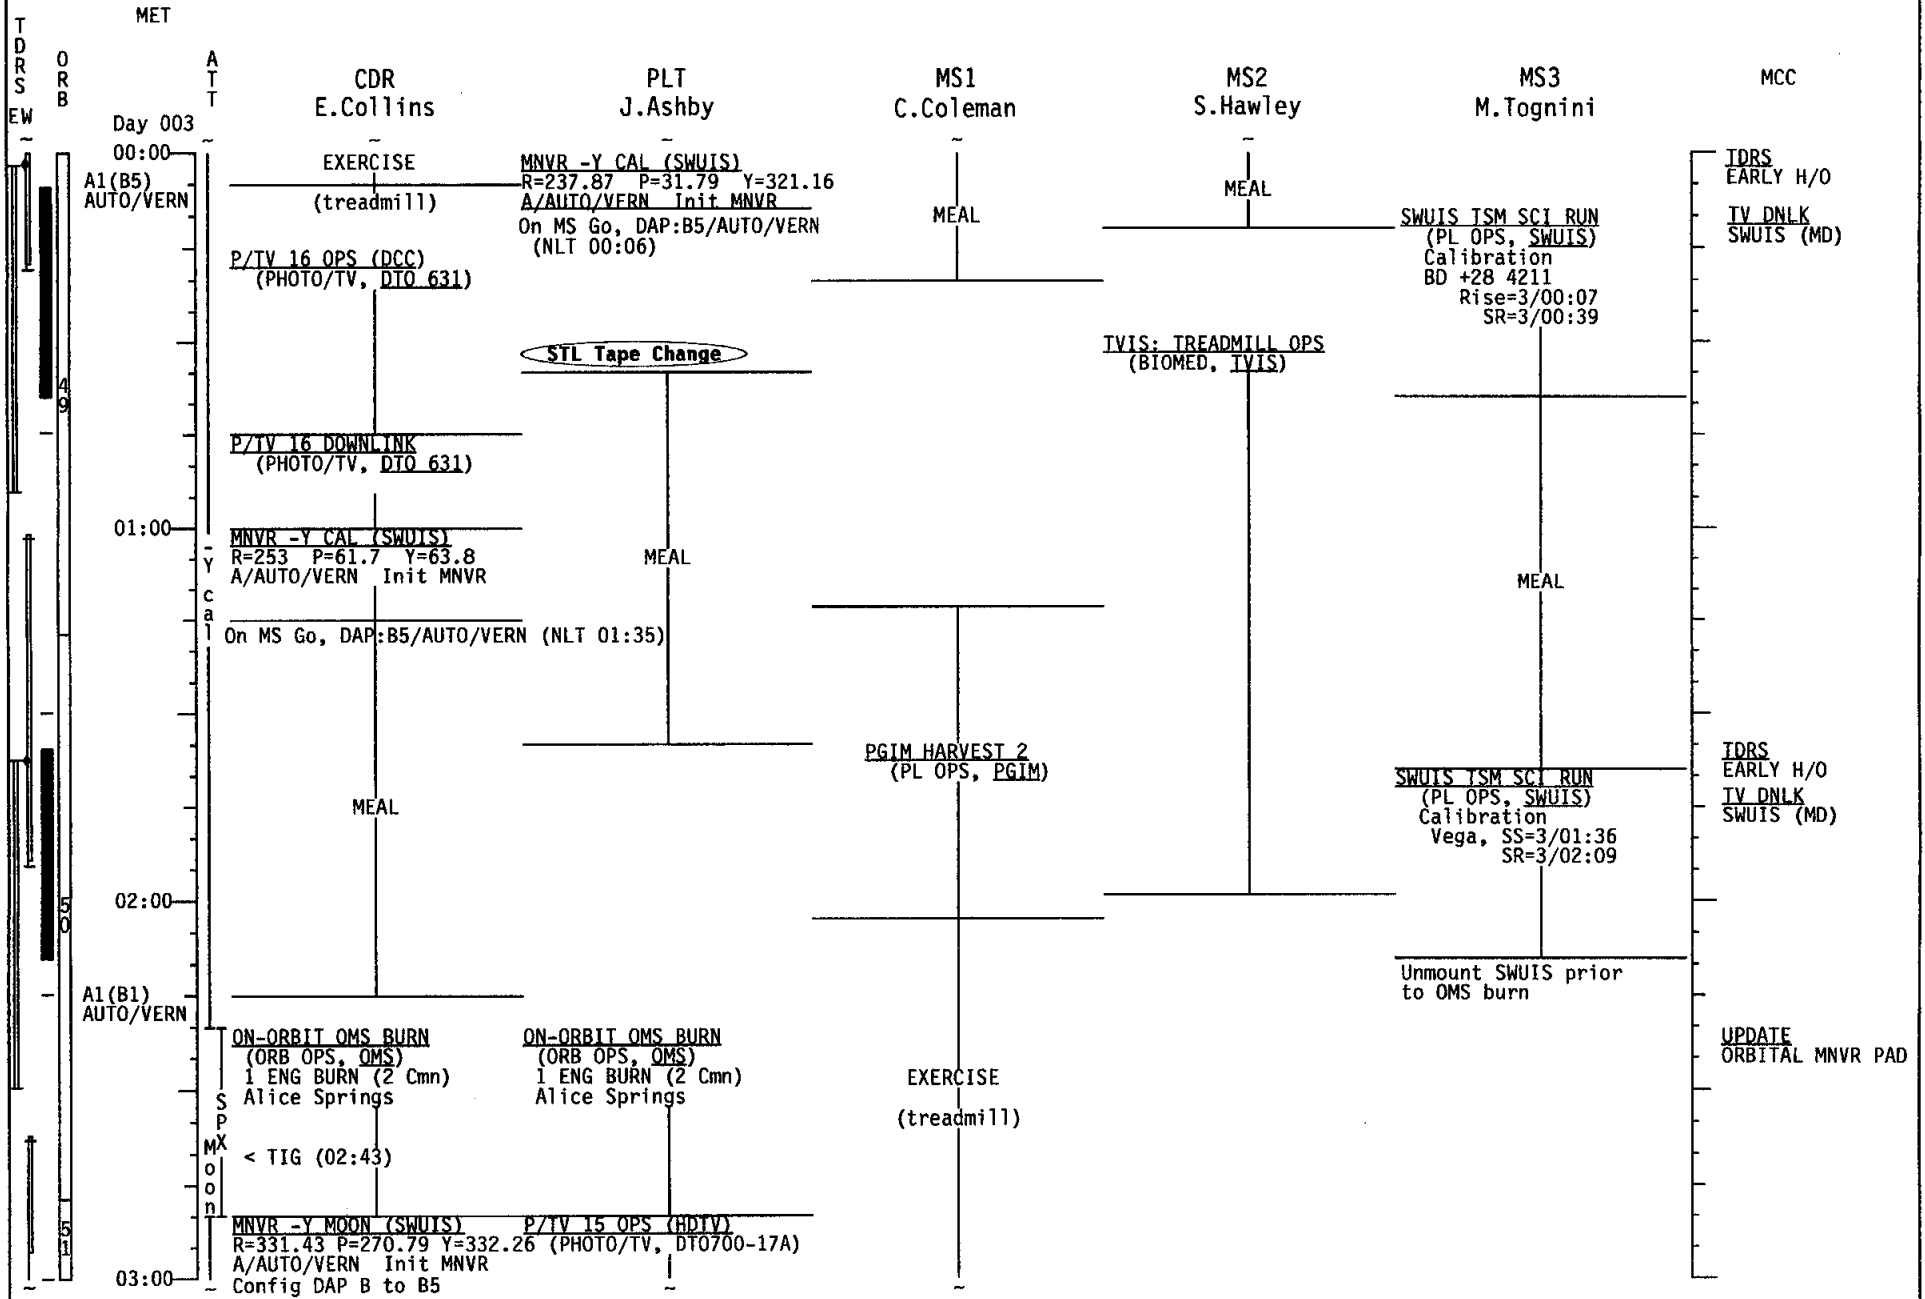 MET
TDRS
EW
ORB
ATT
CDR
E.Collins
PLT
J.Ashby
MS1
C.Coleman
MS2
S.Hawley
MS3
M.Tognini
MCC
Day 003
00:00
A1(B5)
AUTO/VERN
EXERCISE
(treadmill)
P/TV 16 OPS (DCC)
(PHOTO/TV, DTO 631)
P/TV 16 DOWNLINK
(PHOTO/TV, DTO 631)
01:00
MNVR -Y CAL (SWUIS)
R=253 P=61.7 Y=63.8
A/AUTO/VERN Init MNVR
On MS Go, DAP:B5/AUTO/VERN (NLT 01:35)
MEAL
02:00
A1(B1)
AUTO/VERN
ON-ORBIT OMS BURN
(ORB OPS, OMS)
1 ENG BURN (2 Cmn)
Alice Springs
< TIG (02:43)
MNVR -Y MOON (SWUIS)
R=331.43 P=270.79 Y=332.26
A/AUTO/VERN Init MNVR
Config DAP B to B5
03:00
49
50
51
-Y cal
SPX
Moon
MNVR -Y CAL (SWUIS)
R=237.87 P=31.79 Y=321.16
A/AUTO/VERN Init MNVR
On MS Go, DAP:B5/AUTO/VERN
(NLT 00:06)
STL Tape Change
MEAL
ON-ORBIT OMS BURN
(ORB OPS, OMS)
1 ENG BURN (2 Cmn)
Alice Springs
P/TV 15 OPS (HDTV)
(PHOTO/TV, DTO700-17A)
MEAL
PGIM HARVEST 2
(PL OPS, PGIM)
EXERCISE
(treadmill)
MEAL
TVIS: TREADMILL OPS
(BIOMED, TVIS)
SWUIS TSM SCI RUN
(PL OPS, SWUIS)
Calibration
BD +28 4211
Rise=3/00:07
SR=3/00:39
MEAL
SWUIS TSM SCI RUN
(PL OPS, SWUIS)
Calibration
Vega, SS=3/01:36
SR=3/02:09
Unmount SWUIS prior
to OMS burn
TDRS
EARLY H/O
TV DNLK
SWUIS (MD)
TDRS
EARLY H/O
TV DNLK
SWUIS (MD)
UPDATE
ORBITAL MNVR PAD